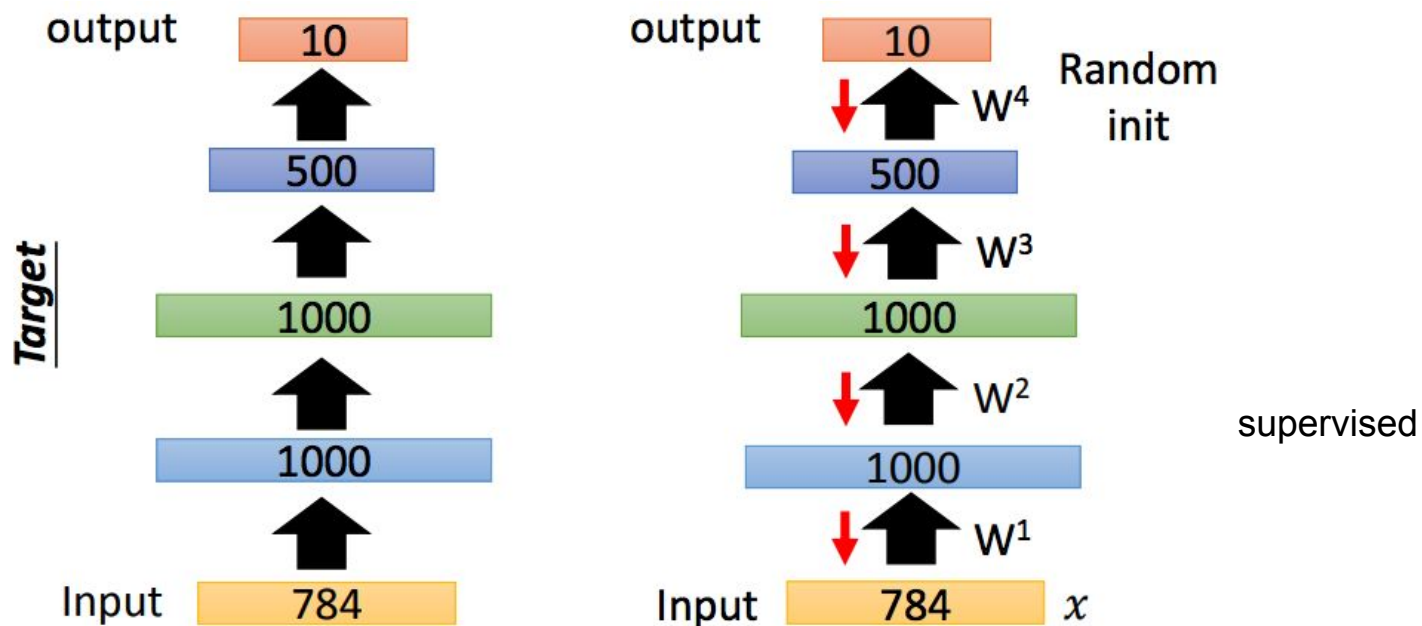 output
10
500
Target
1000
1000
Input
784
output
10
Random
init
W⁴
500
W³
1000
W²
supervised
1000
W¹
Input
784
x